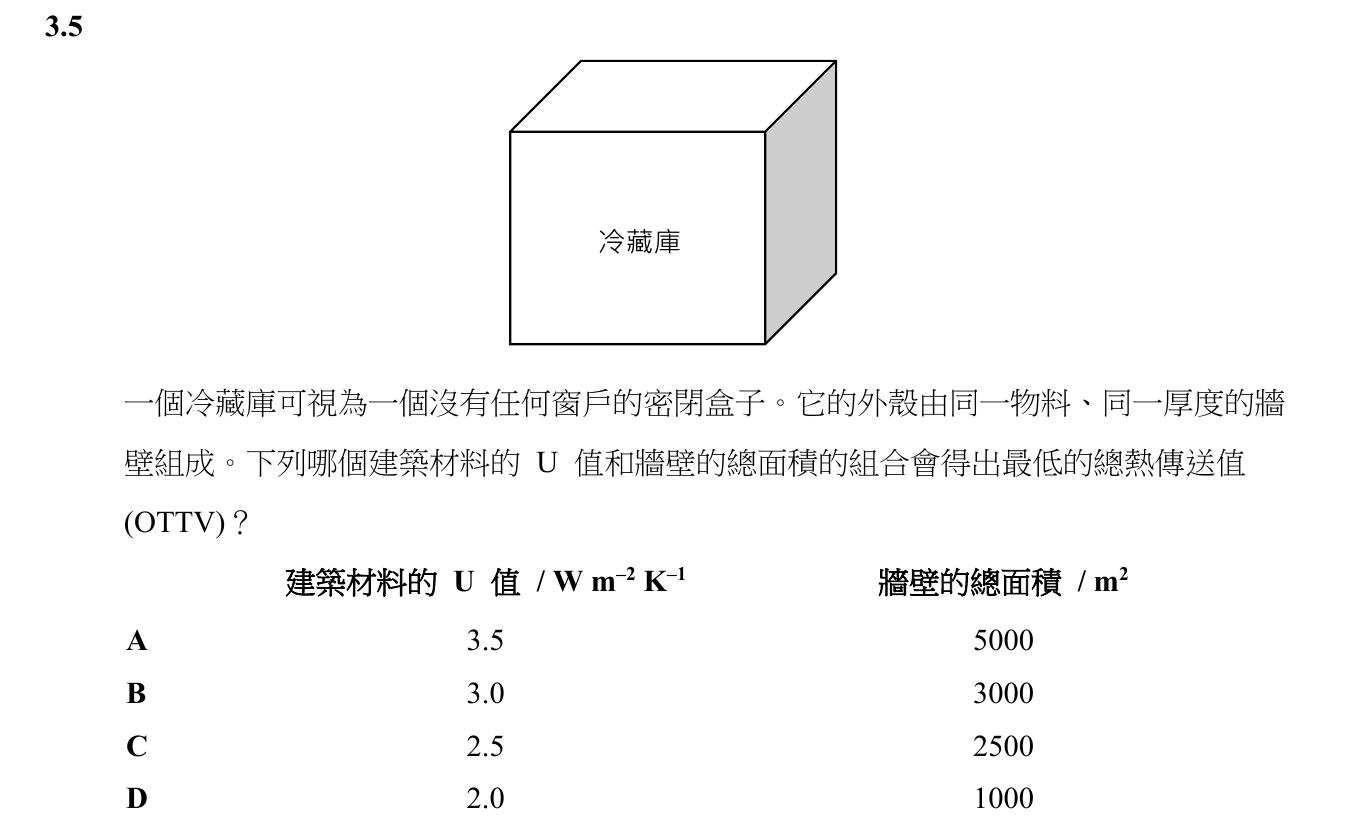 3.5
冷藏庫
一個冷藏庫可視為一個沒有任何窗戶的密閉盒子。它的外殼由同一物料、同一厚度的牆
壁組成。下列哪個建築材料的 U 值和牆壁的總面積的組合會得出最低的總熱傳送值
(OTTV)？
建築材料的 U 值 / W m⁻² K⁻¹ 牆壁的總面積 / m²
A 3.5 5000
B 3.0 3000
C 2.5 2500
D 2.0 1000